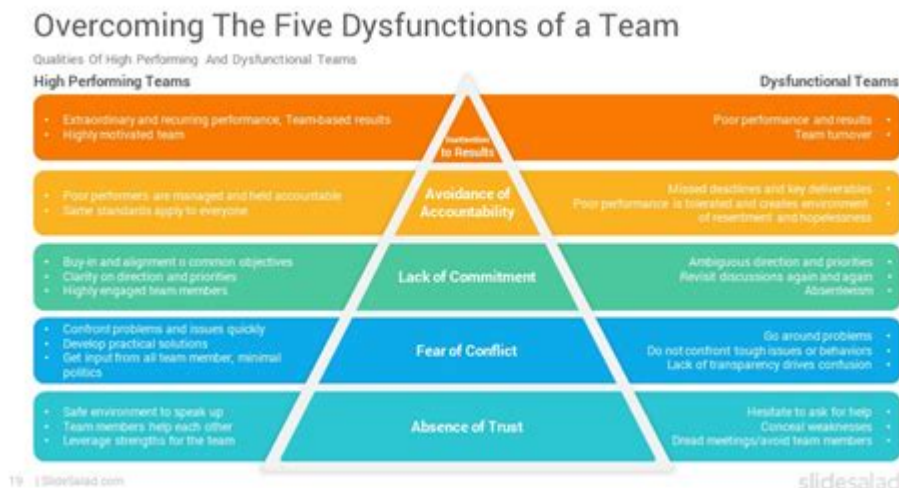 Overcoming The Five Dysfunctions of a Team
Qualities Of High Performing And Dysfunctional Teams
High Performing Teams
Dysfunctional Teams
• Extraordinary and recurring performance, Team-based results
• Highly motivated team
Inattention
to Results
Poor performance and results •
Team turnover •
• Poor performers are managed and held accountable
• Same standards apply to everyone
Avoidance of
Accountability
Missed deadlines and key deliverables •
Poor performance is tolerated and creates environment •
of resentment and hopelessness
• Buy-in and alignment o common objectives
• Clarity on direction and priorities
• Highly engaged team members
Lack of Commitment
Ambiguous direction and priorities •
Revisit discussions again and again •
Absenteeism •
• Confront problems and issues quickly
• Develop practical solutions
• Get input from all team member, minimal
politics
Fear of Conflict
Go around problems •
Do not confront tough issues or behaviors •
Lack of transparency drives confusion •
• Safe environment to speak up
• Team members help each other
• Leverage strengths for the team
Absence of Trust
Hesitate to ask for help •
Conceal weaknesses •
Dread meetings/avoid team members •
19 | SlideSalad.com
slidesalad